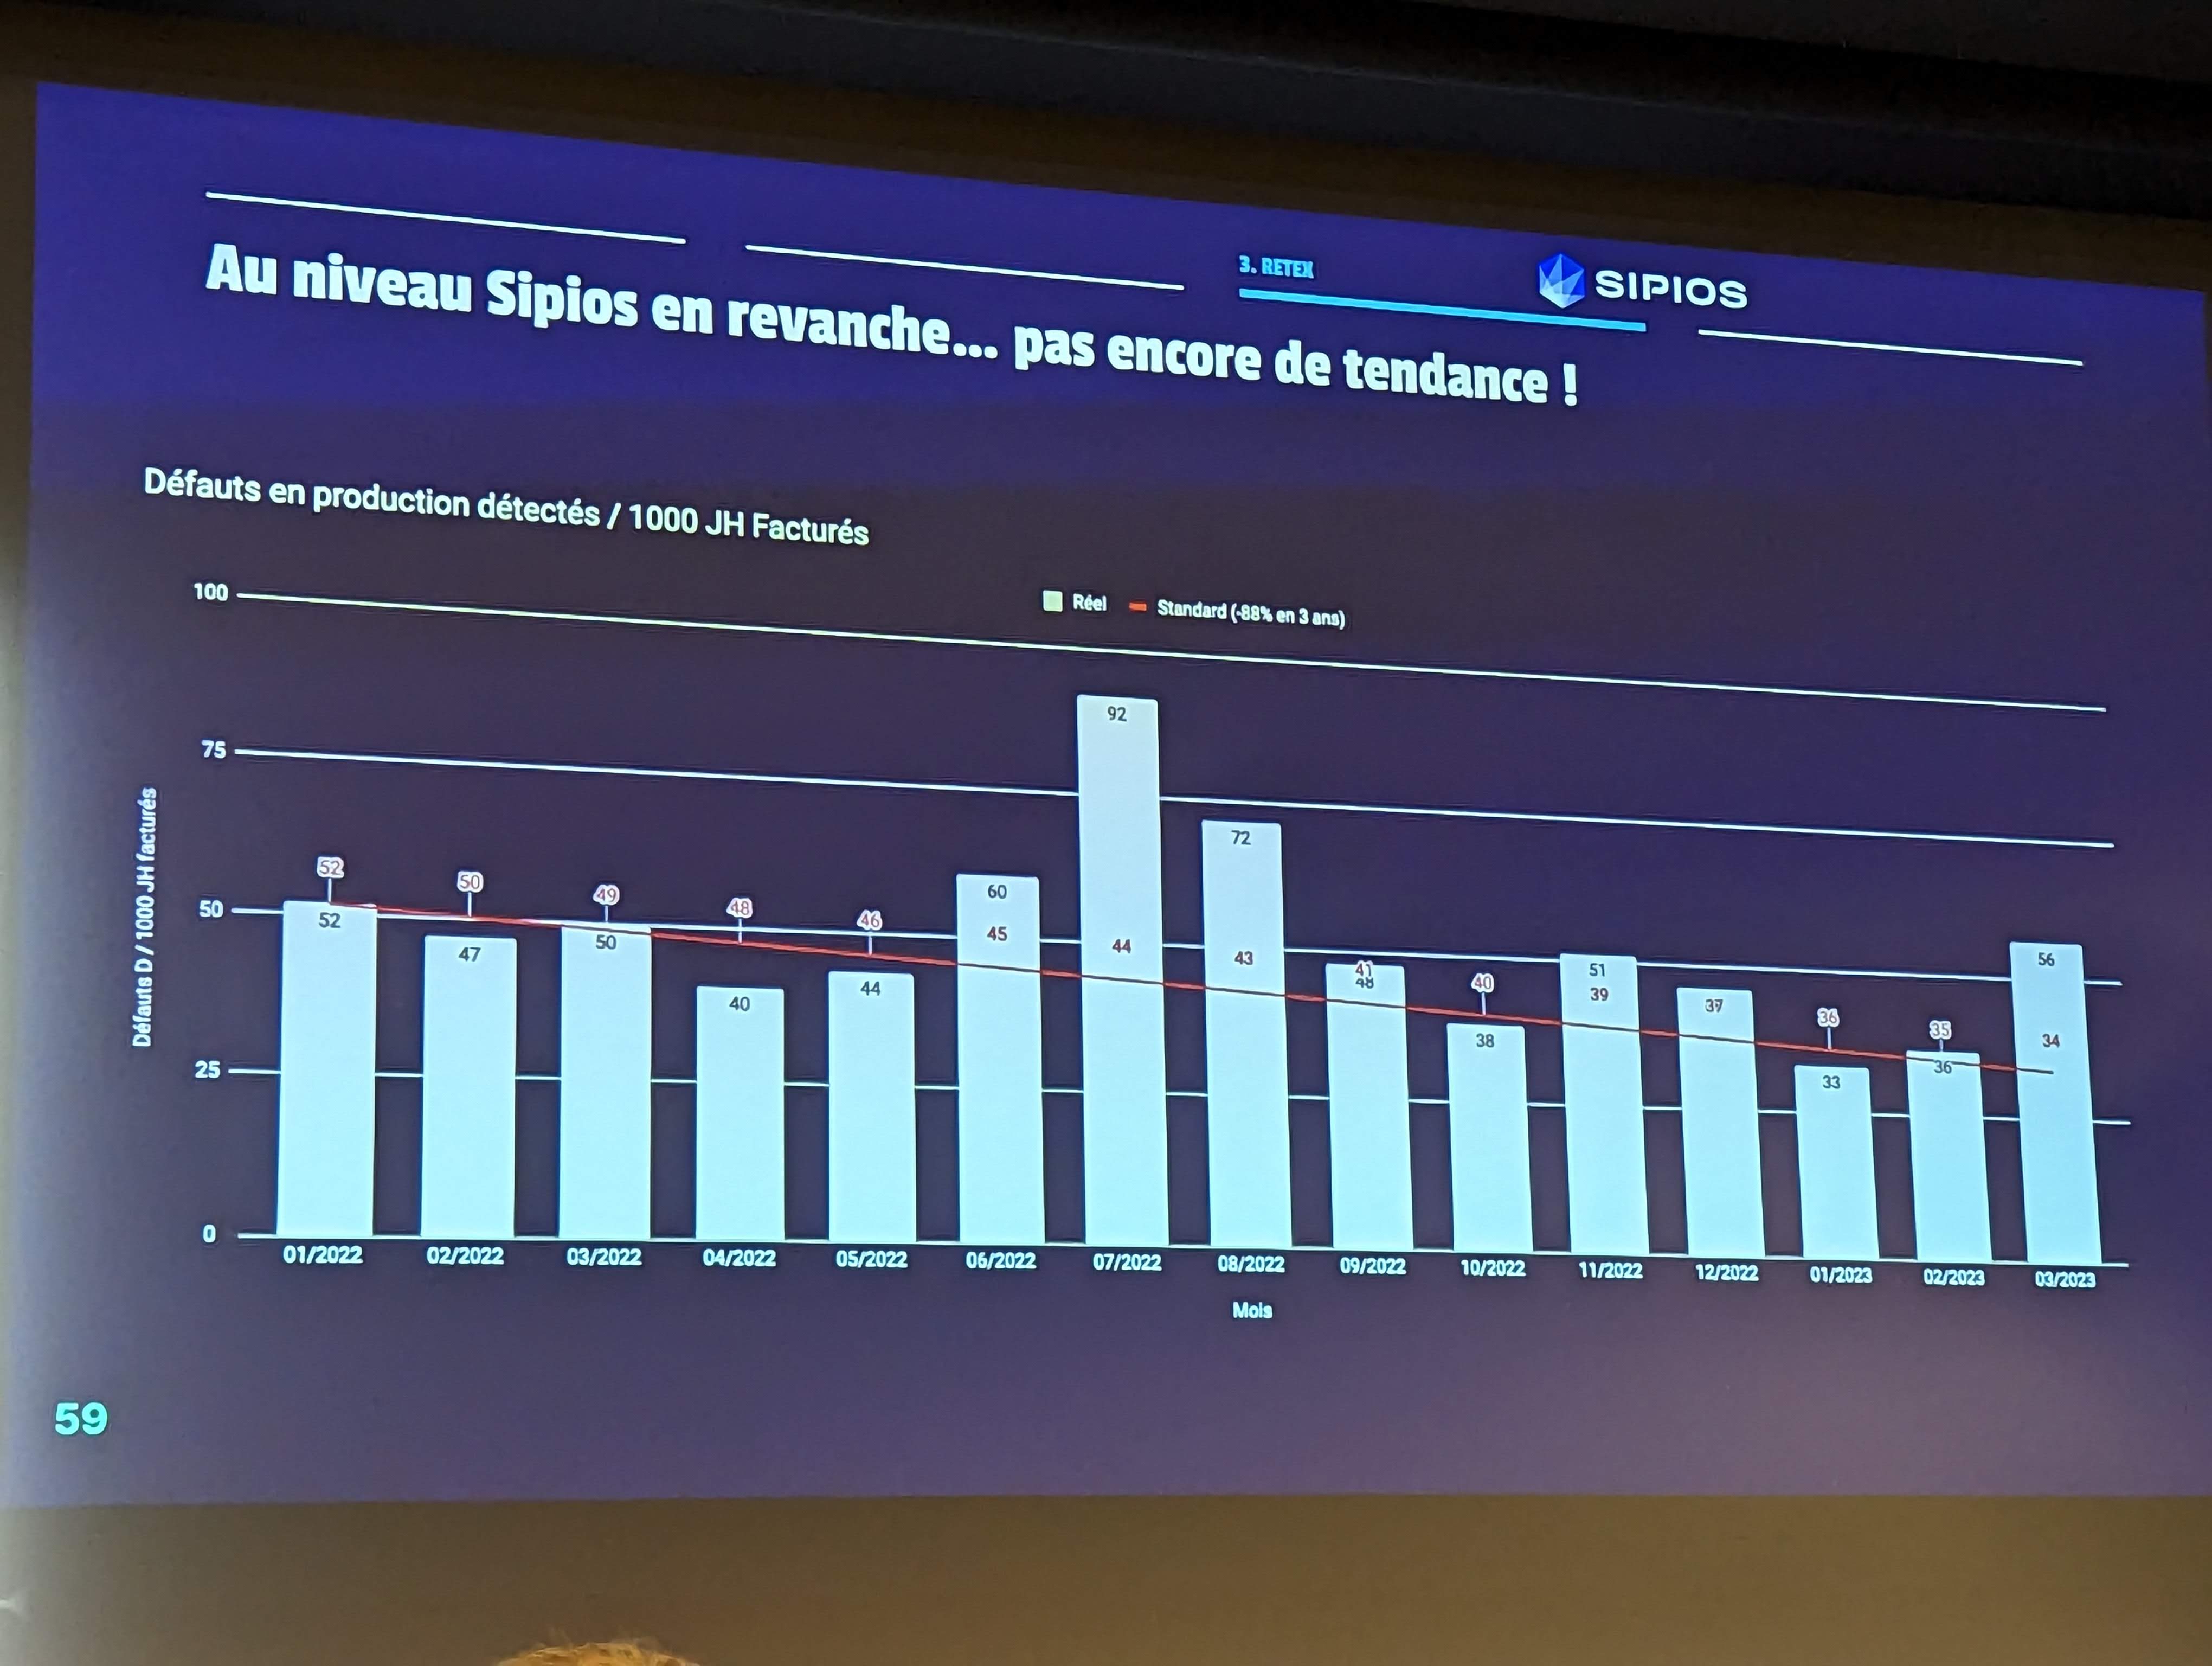 3. RETEX
SIPIOS
Au niveau Sipios en revanche... pas encore de tendance !
Défauts en production détectés / 1000 JH Facturés
Réel
Standard (-88% en 3 ans)
Défauts D / 1000 JH facturés
100
75
50
25
0
52 50 49 48 46 45 44 43 41 40 39 36 35 34
52 47 50 40 44 60 92 72 48 38 51 37 33 36 56
01/2022 02/2022 03/2022 04/2022 05/2022 06/2022 07/2022 08/2022 09/2022 10/2022 11/2022 12/2022 01/2023 02/2023 03/2023
Mois
59